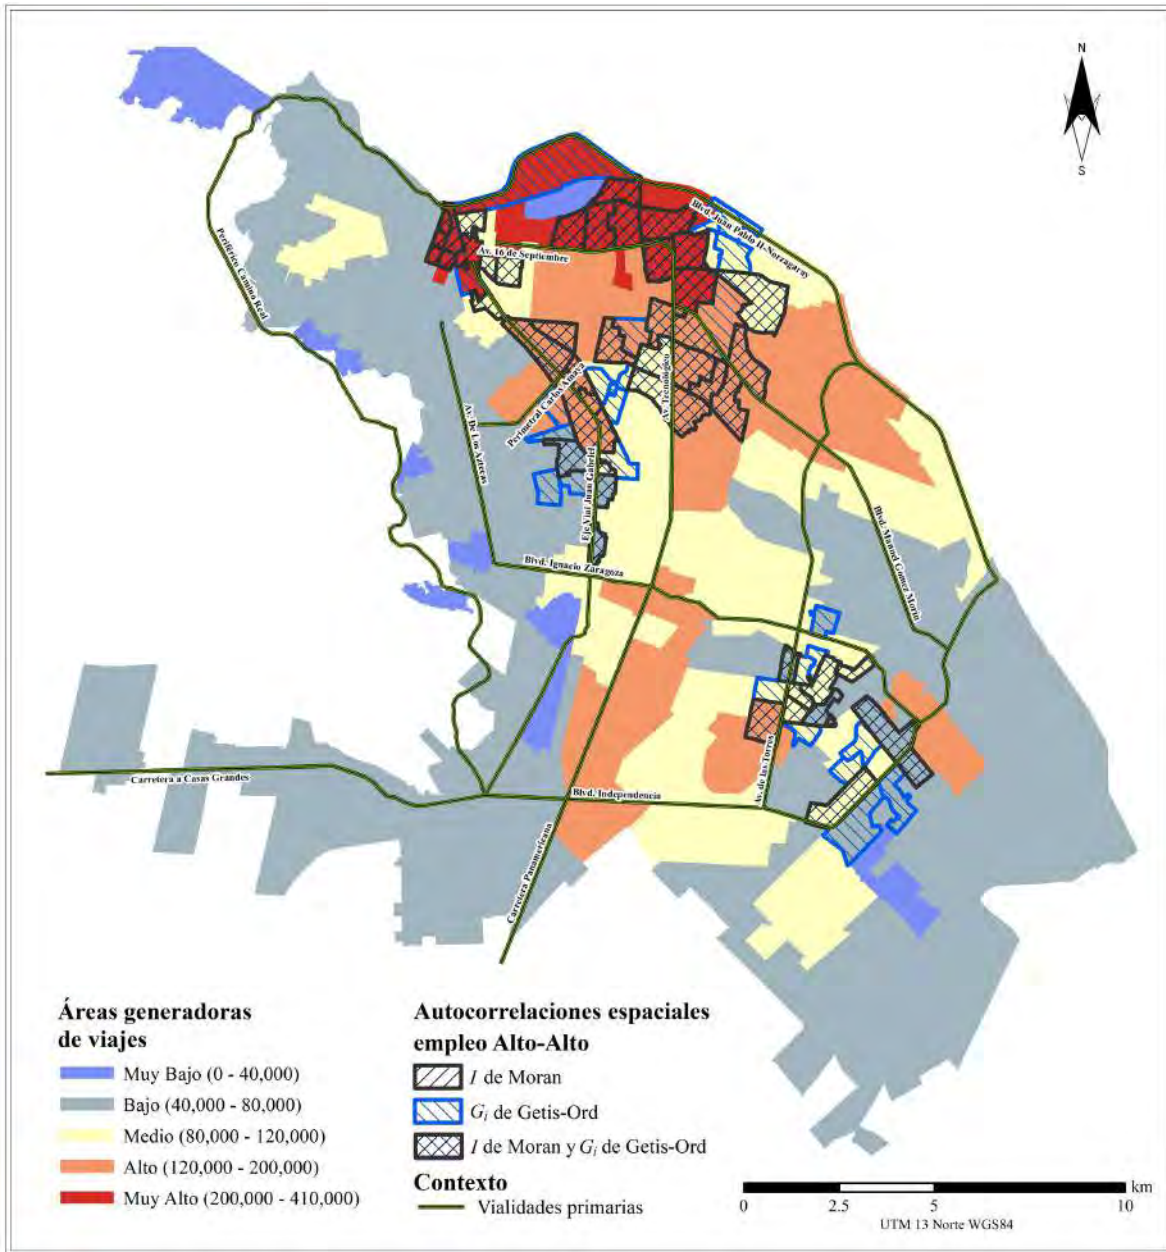 N
S
Blvd. Juan Pablo II-Norzagaray
Av. 16 de Septiembre
Periférico Camino Real
Perimetral Carlos Amaya
Av. Tecnológico
Av. De Los Aztecas
Eje Vial Juan Gabriel
Blvd. Manuel Gomez Morin
Blvd. Ignacio Zaragoza
Av. de las Torres
Carretera a Casas Grandes
Blvd. Independencia
Carretera Panamericana
Áreas generadoras
de viajes
Muy Bajo (0 - 40,000)
Bajo (40,000 - 80,000)
Medio (80,000 - 120,000)
Alto (120,000 - 200,000)
Muy Alto (200,000 - 410,000)
Autocorrelaciones espaciales
empleo Alto-Alto
I de Moran
Gi de Getis-Ord
I de Moran y Gi de Getis-Ord
Contexto
Vialidades primarias
km
0 2.5 5 10
UTM 13 Norte WGS84